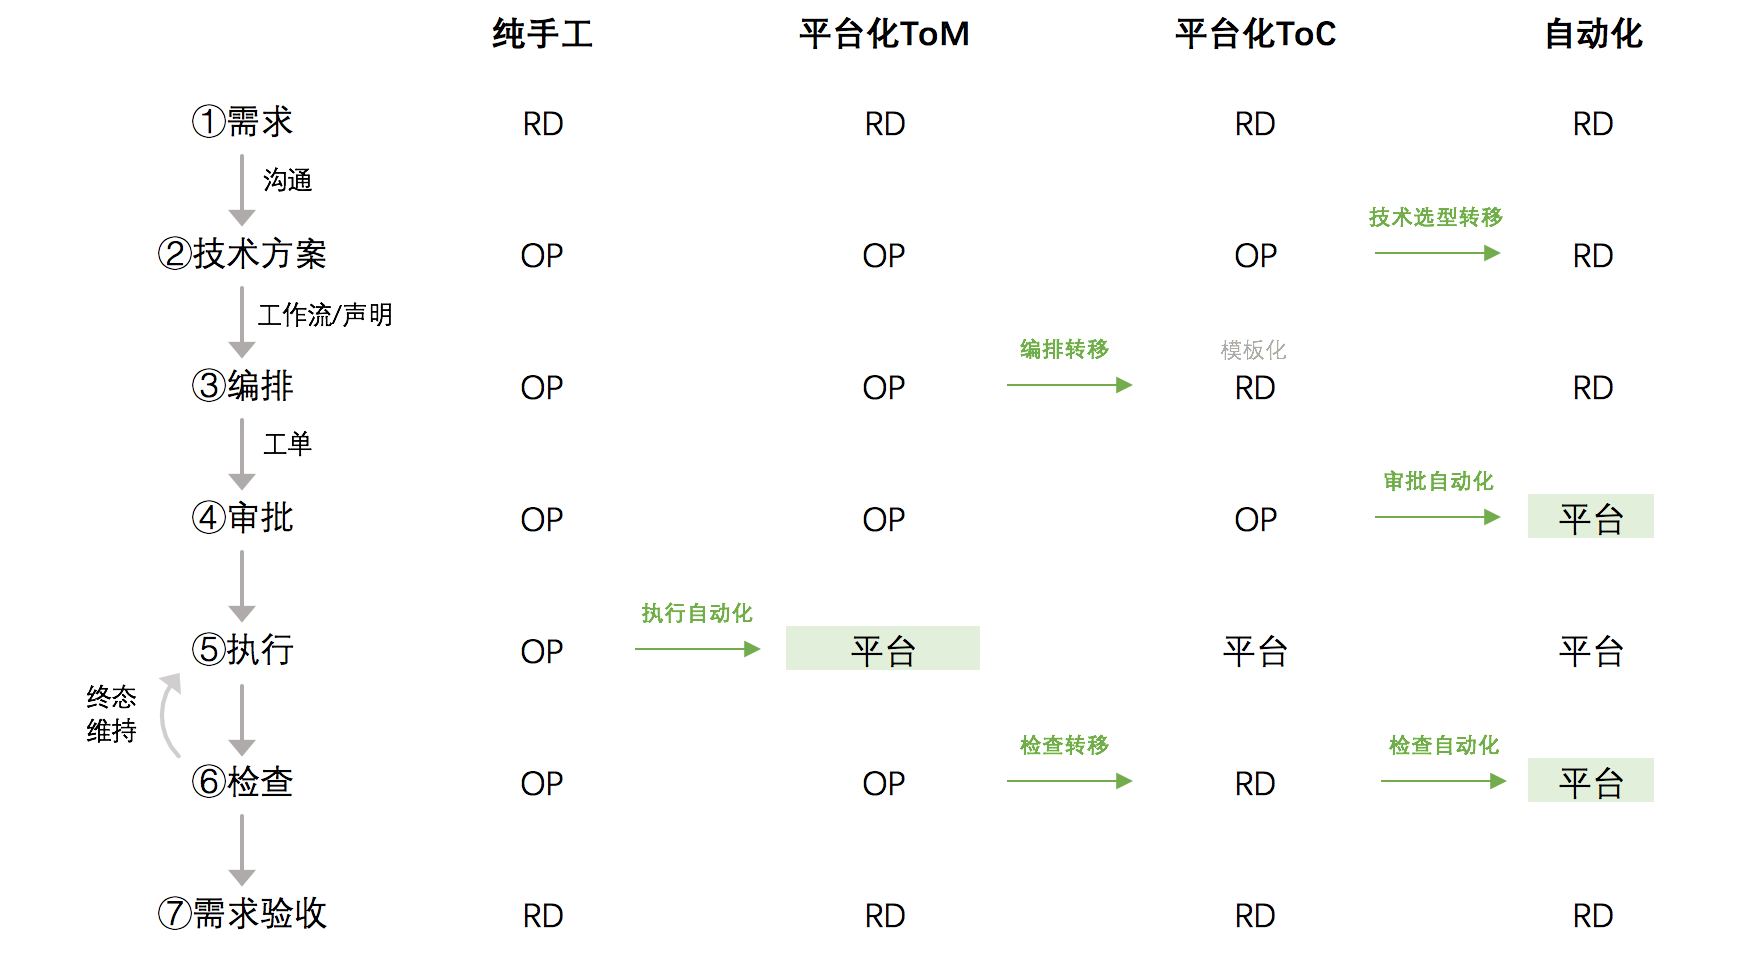 纯手工 平台化ToM 平台化ToC 自动化
①需求 RD RD RD RD
沟通
技术选型转移
②技术方案 OP OP OP RD
工作流/声明
编排转移 模板化
③编排 OP OP RD RD
工单
审批自动化
④审批 OP OP OP 平台
执行自动化
⑤执行 OP 平台 平台 平台
终态
维持
检查转移 检查自动化
⑥检查 OP OP RD 平台
⑦需求验收 RD RD RD RD